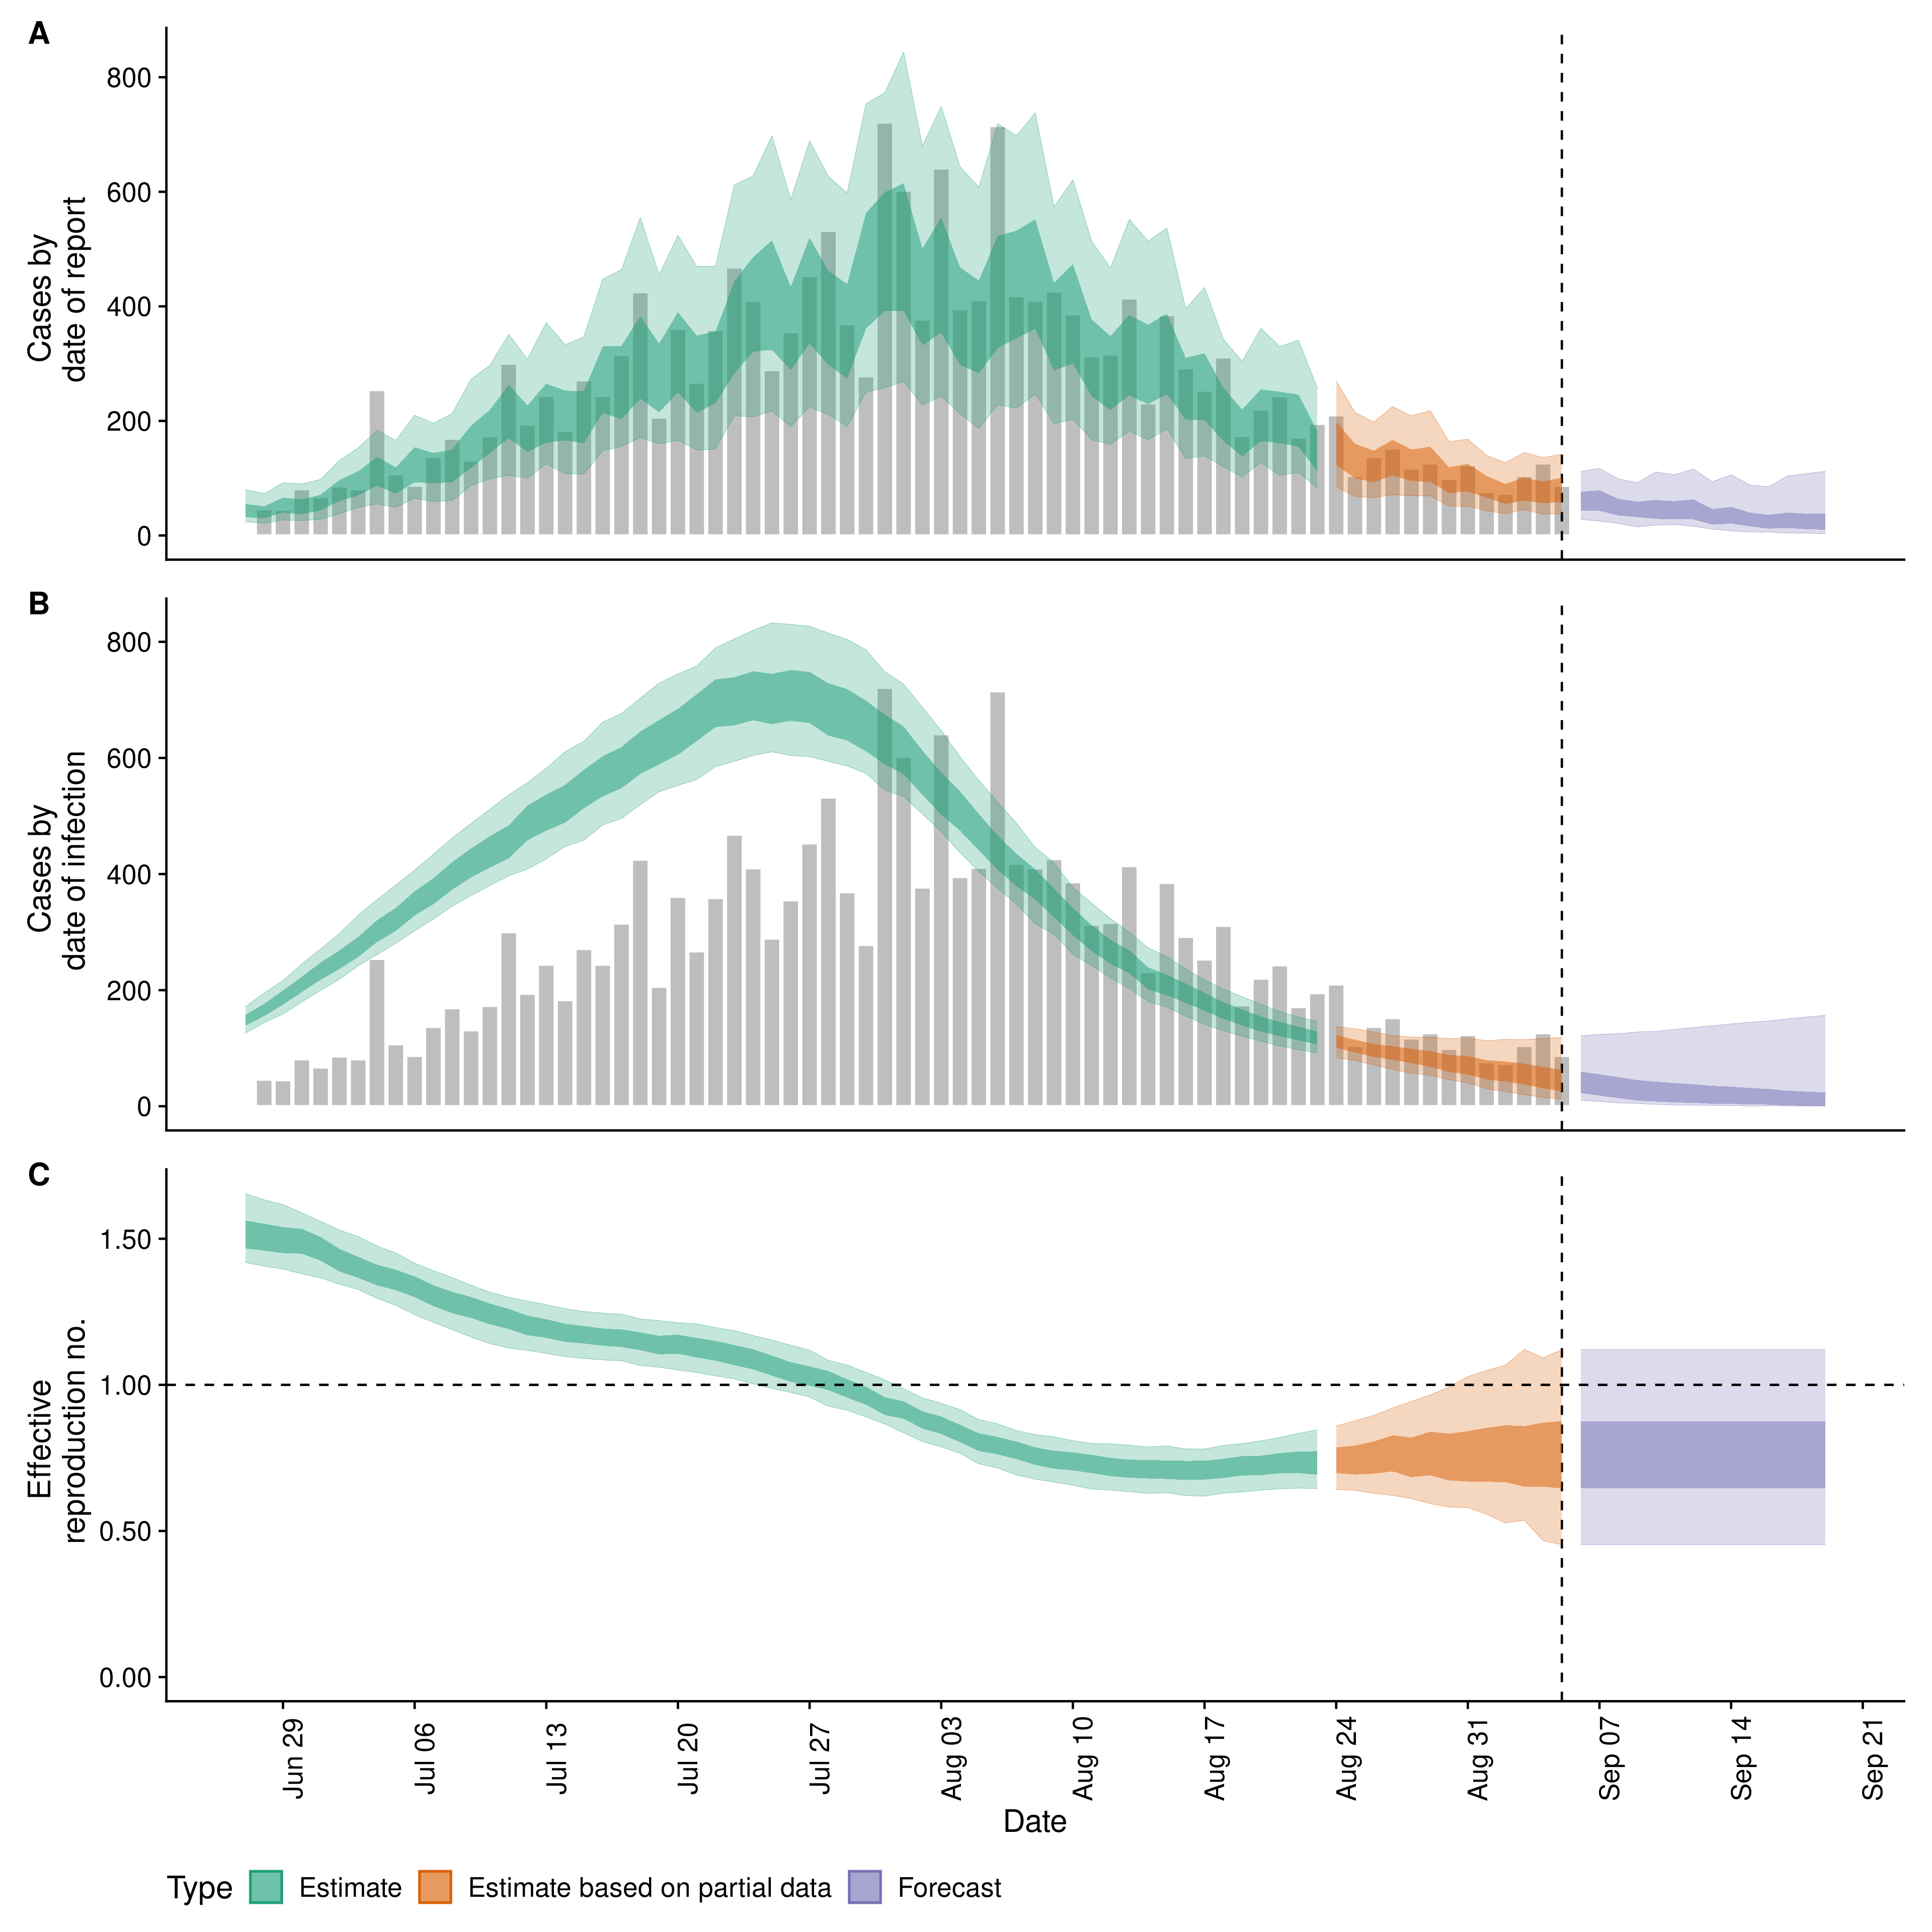 A
Cases by
date of report
800
600
400
200
0
B
Cases by
date of infection
800
600
400
200
0
C
Effective
reproduction no.
1.50
1.00
0.50
0.00
Jun 29
Jul 06
Jul 13
Jul 20
Jul 27
Aug 03
Aug 10
Aug 17
Aug 24
Aug 31
Sep 07
Sep 14
Sep 21
Date
Type Estimate Estimate based on partial data Forecast